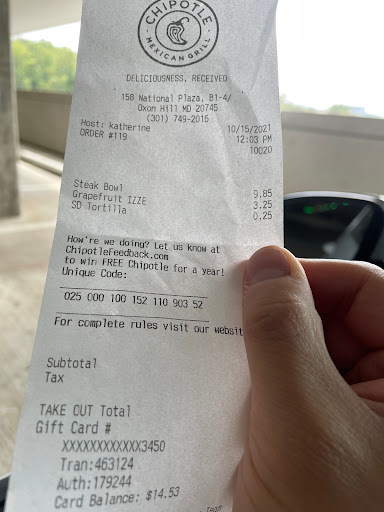 CHIPOTLE
MEXICAN GRILL
DELICIOUSNESS, RECEIVED
158 National Plaza, B1-4/
Oxon Hill MD 20745
(301) 749-2016
Host: katherine 10/15/2021
ORDER #119 12:03 PM
10020
Steak Bowl 9.85
Grapefruit IZZE 3.25
SD Tortilla 0.25
How're we doing? Let us know at
ChipotleFeedback.com
to win FREE Chipotle for a year!
Unique Code:
025 000 100 152 110 903 52
For complete rules visit our websit
Subtotal
Tax
TAKE OUT Total
Gift Card #
XXXXXXXXXXXX3450
Tran:463124
Auth:179244
Card Balance: $14.53